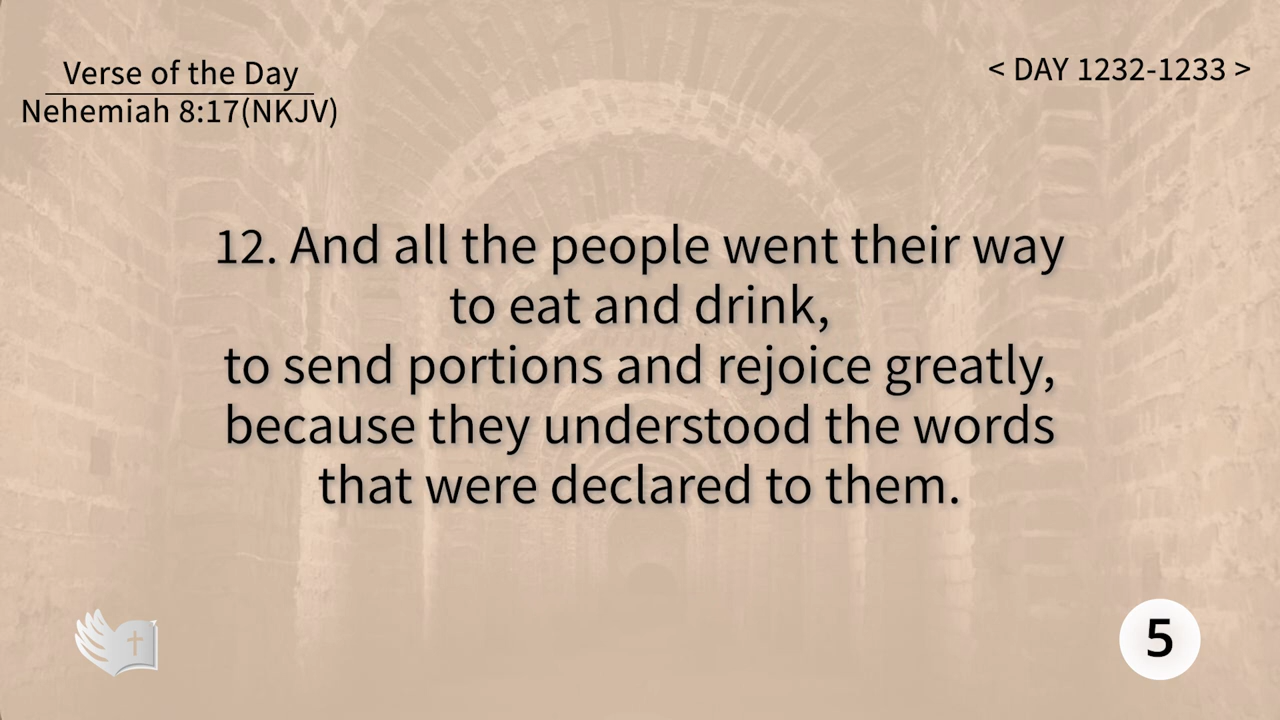 Verse of the Day
Nehemiah 8:17(NKJV)
< DAY 1232-1233 >
12. And all the people went their way
to eat and drink,
to send portions and rejoice greatly,
because they understood the words
that were declared to them.
5